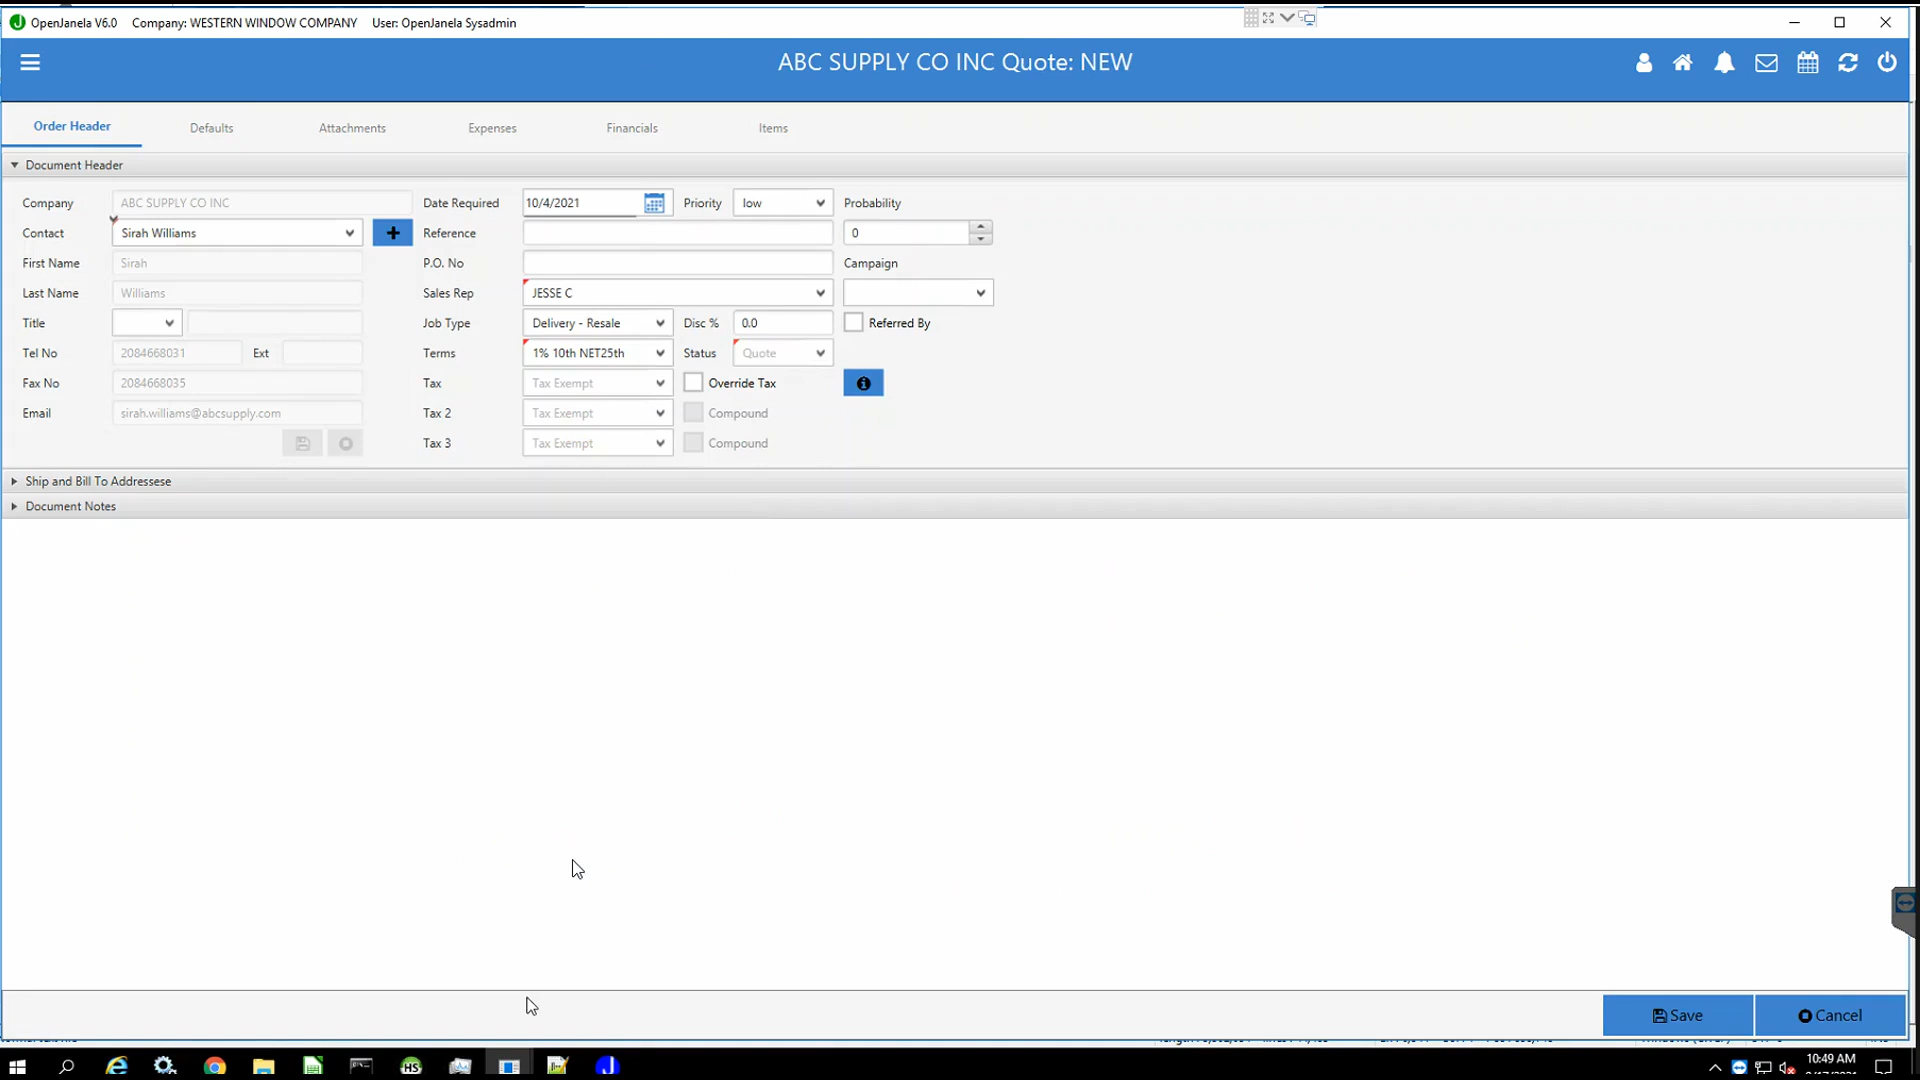 OpenJanela V6.0 Company: WESTERN WINDOW COMPANY User: OpenJanela Sysadmin
ABC SUPPLY CO INC Quote: NEW
Order Header Defaults Attachments Expenses Financials Items
Document Header
Company ABC SUPPLY CO INC Date Required 10/4/2021 Priority low Probability
Contact Sirah Williams Reference 0
First Name Sirah P.O. No Campaign
Last Name Williams Sales Rep JESSE C
Title Job Type Delivery - Resale Disc % 0.0 Referred By
Tel No 2084668031 Ext Terms 1% 10th NET25th Status Quote
Fax No 2084668035 Tax Tax Exempt Override Tax
Email sirah.williams@abcsupply.com Tax 2 Tax Exempt Compound
Tax 3 Tax Exempt Compound
Ship and Bill To Addressese
Document Notes
Save Cancel
HS J 10:49 AM